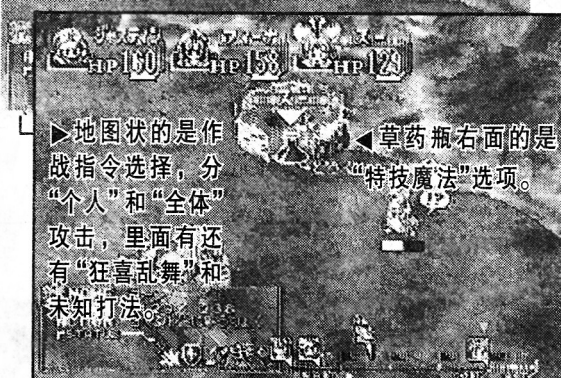 HP160
HP158
HP129
▶地图状的是作
战指令选择，分
“个人”和“全体”
攻击，里面有还
有“狂喜乱舞”和
未知打法。
◀草药瓶右面的是
“特技魔法”选项。